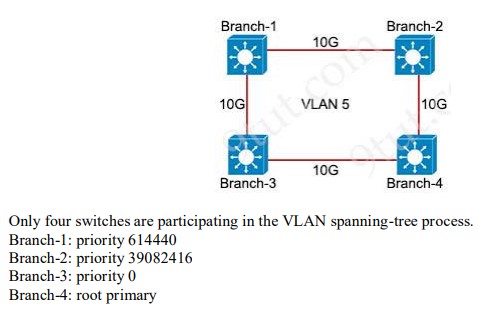 Branch-1
Branch-2
10G
10G
VLAN 5
10G
10G
Branch-3
Branch-4
Only four switches are participating in the VLAN spanning-tree process.
Branch-1: priority 614440
Branch-2: priority 39082416
Branch-3: priority 0
Branch-4: root primary